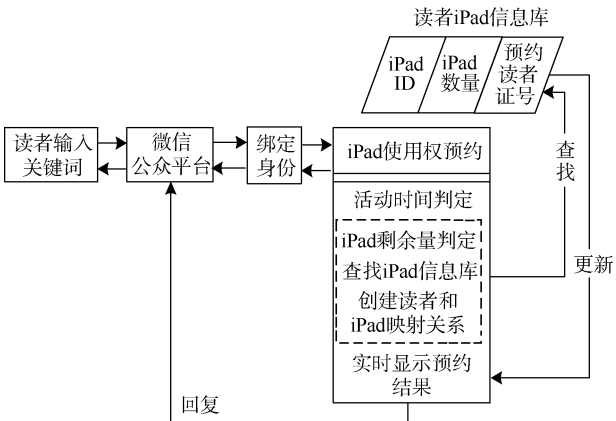 读者iPad信息库
iPad
ID
iPad
数量
预约
读者
证号
读者输入
关键词
微信
公众平台
绑定
身份
iPad使用权预约
活动时间判定
iPad剩余量判定
查找iPad信息库
创建读者和
iPad映射关系
实时显示预约
结果
查
找
更新
回复